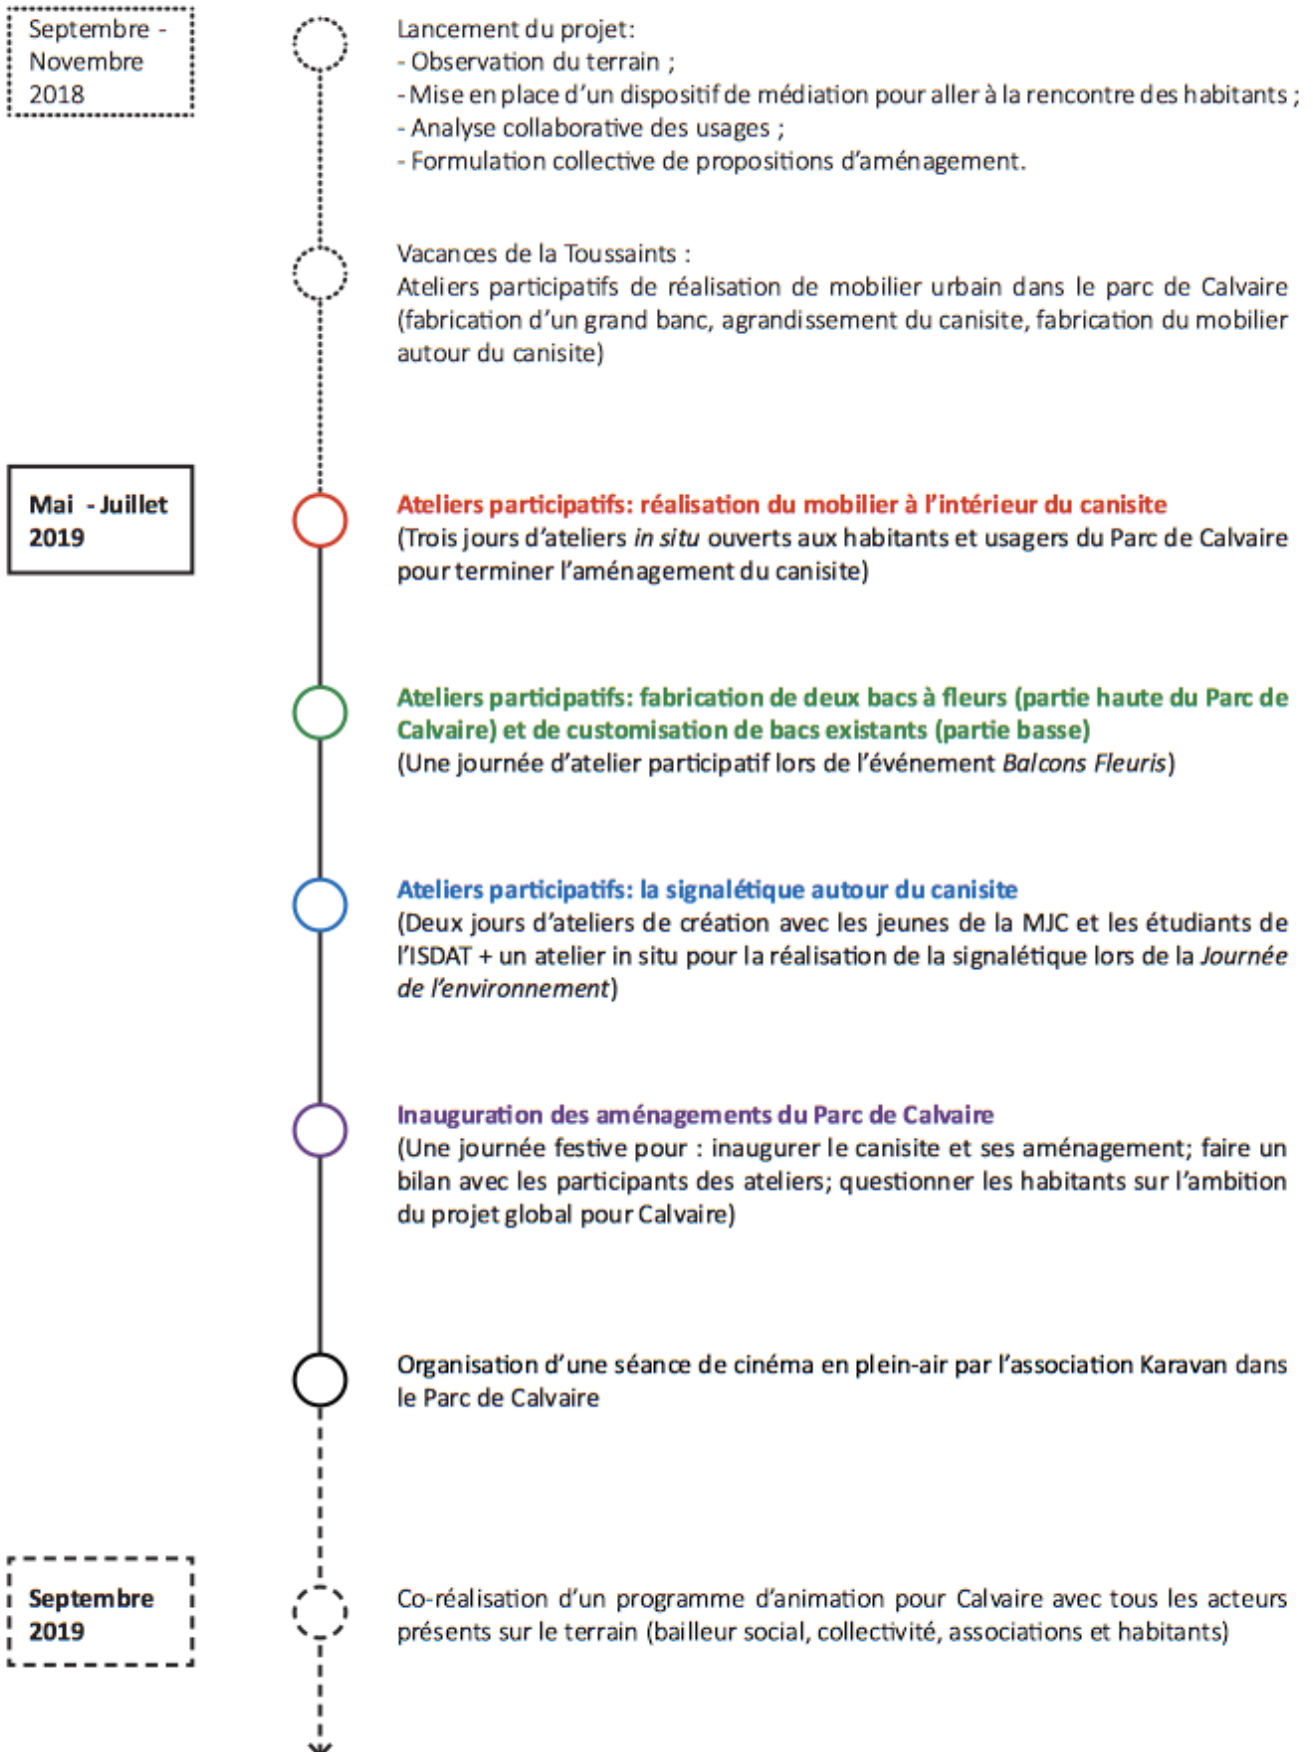 Septembre -
Novembre
2018
Lancement du projet:
- Observation du terrain ;
- Mise en place d'un dispositif de médiation pour aller à la rencontre des habitants ;
- Analyse collaborative des usages ;
- Formulation collective de propositions d'aménagement.
Vacances de la Toussaints :
Ateliers participatifs de réalisation de mobilier urbain dans le parc de Calvaire
(fabrication d'un grand banc, agrandissement du canisite, fabrication du mobilier
autour du canisite)
Mai - Juillet
2019
Ateliers participatifs: réalisation du mobilier à l'intérieur du canisite
(Trois jours d'ateliers in situ ouverts aux habitants et usagers du Parc de Calvaire
pour terminer l'aménagement du canisite)
Ateliers participatifs: fabrication de deux bacs à fleurs (partie haute du Parc de
Calvaire) et de customisation de bacs existants (partie basse)
(Une journée d'atelier participatif lors de l'événement Balcons Fleuris)
Ateliers participatifs: la signalétique autour du canisite
(Deux jours d'ateliers de création avec les jeunes de la MJC et les étudiants de
l'ISDAT + un atelier in situ pour la réalisation de la signalétique lors de la Journée
de l'environnement)
Inauguration des aménagements du Parc de Calvaire
(Une journée festive pour : inaugurer le canisite et ses aménagement; faire un
bilan avec les participants des ateliers; questionner les habitants sur l'ambition
du projet global pour Calvaire)
Organisation d'une séance de cinéma en plein-air par l'association Karavan dans
le Parc de Calvaire
Septembre
2019
Co-réalisation d'un programme d'animation pour Calvaire avec tous les acteurs
présents sur le terrain (bailleur social, collectivité, associations et habitants)